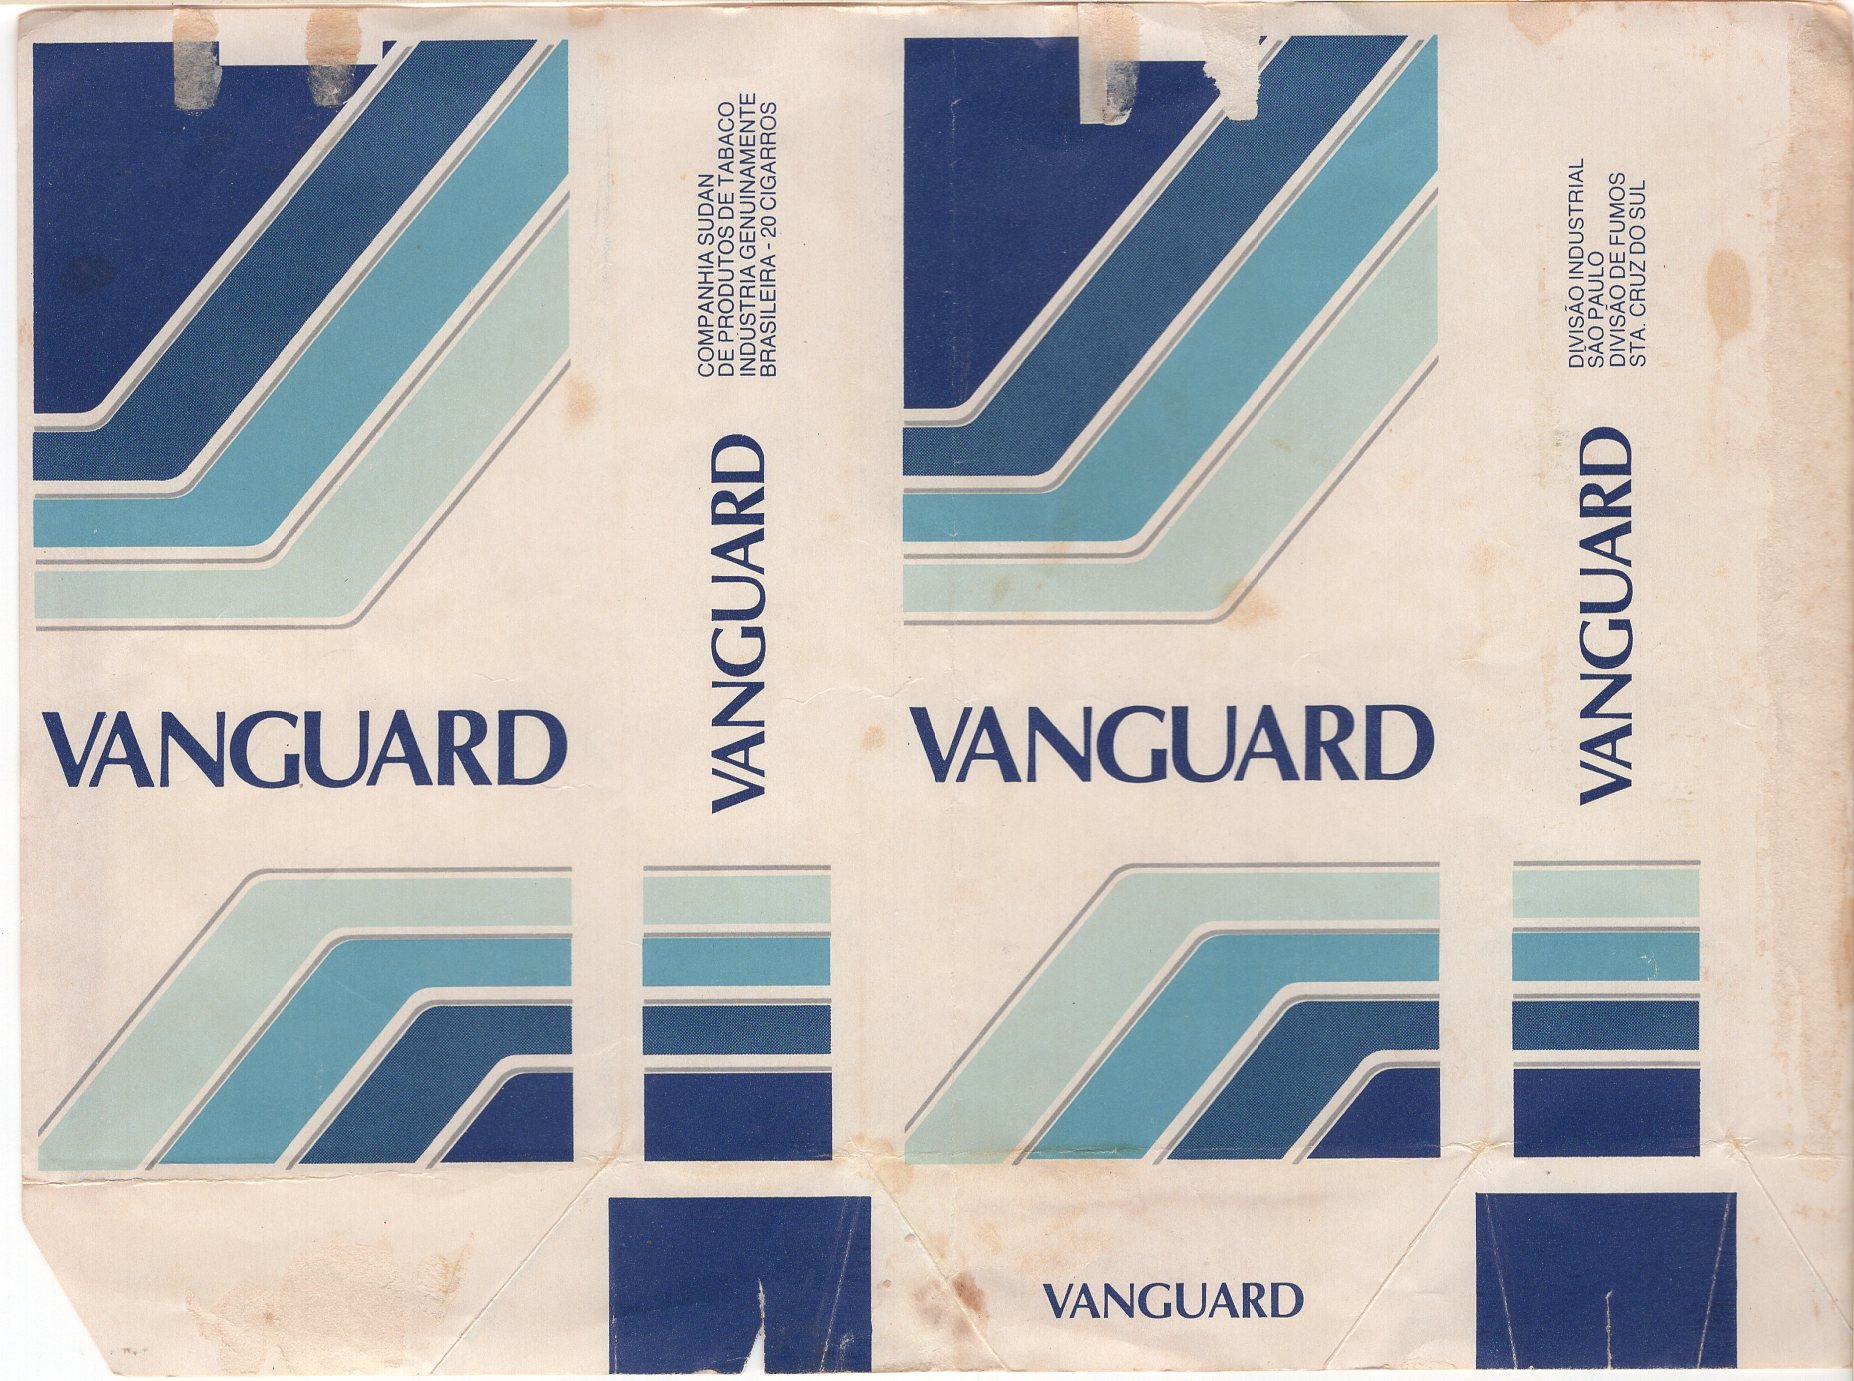 VANGUARD
COMPANHIA SUDAN
DE PRODUTOS DE TABACO
INDÚSTRIA GENUINAMENTE
BRASILEIRA - 20 CIGARROS
VANGUARD
VANGUARD
DIVISÃO INDUSTRIAL
SÃO PAULO
DIVISÃO DE FUMOS
STA. CRUZ DO SUL
VANGUARD
VANGUARD